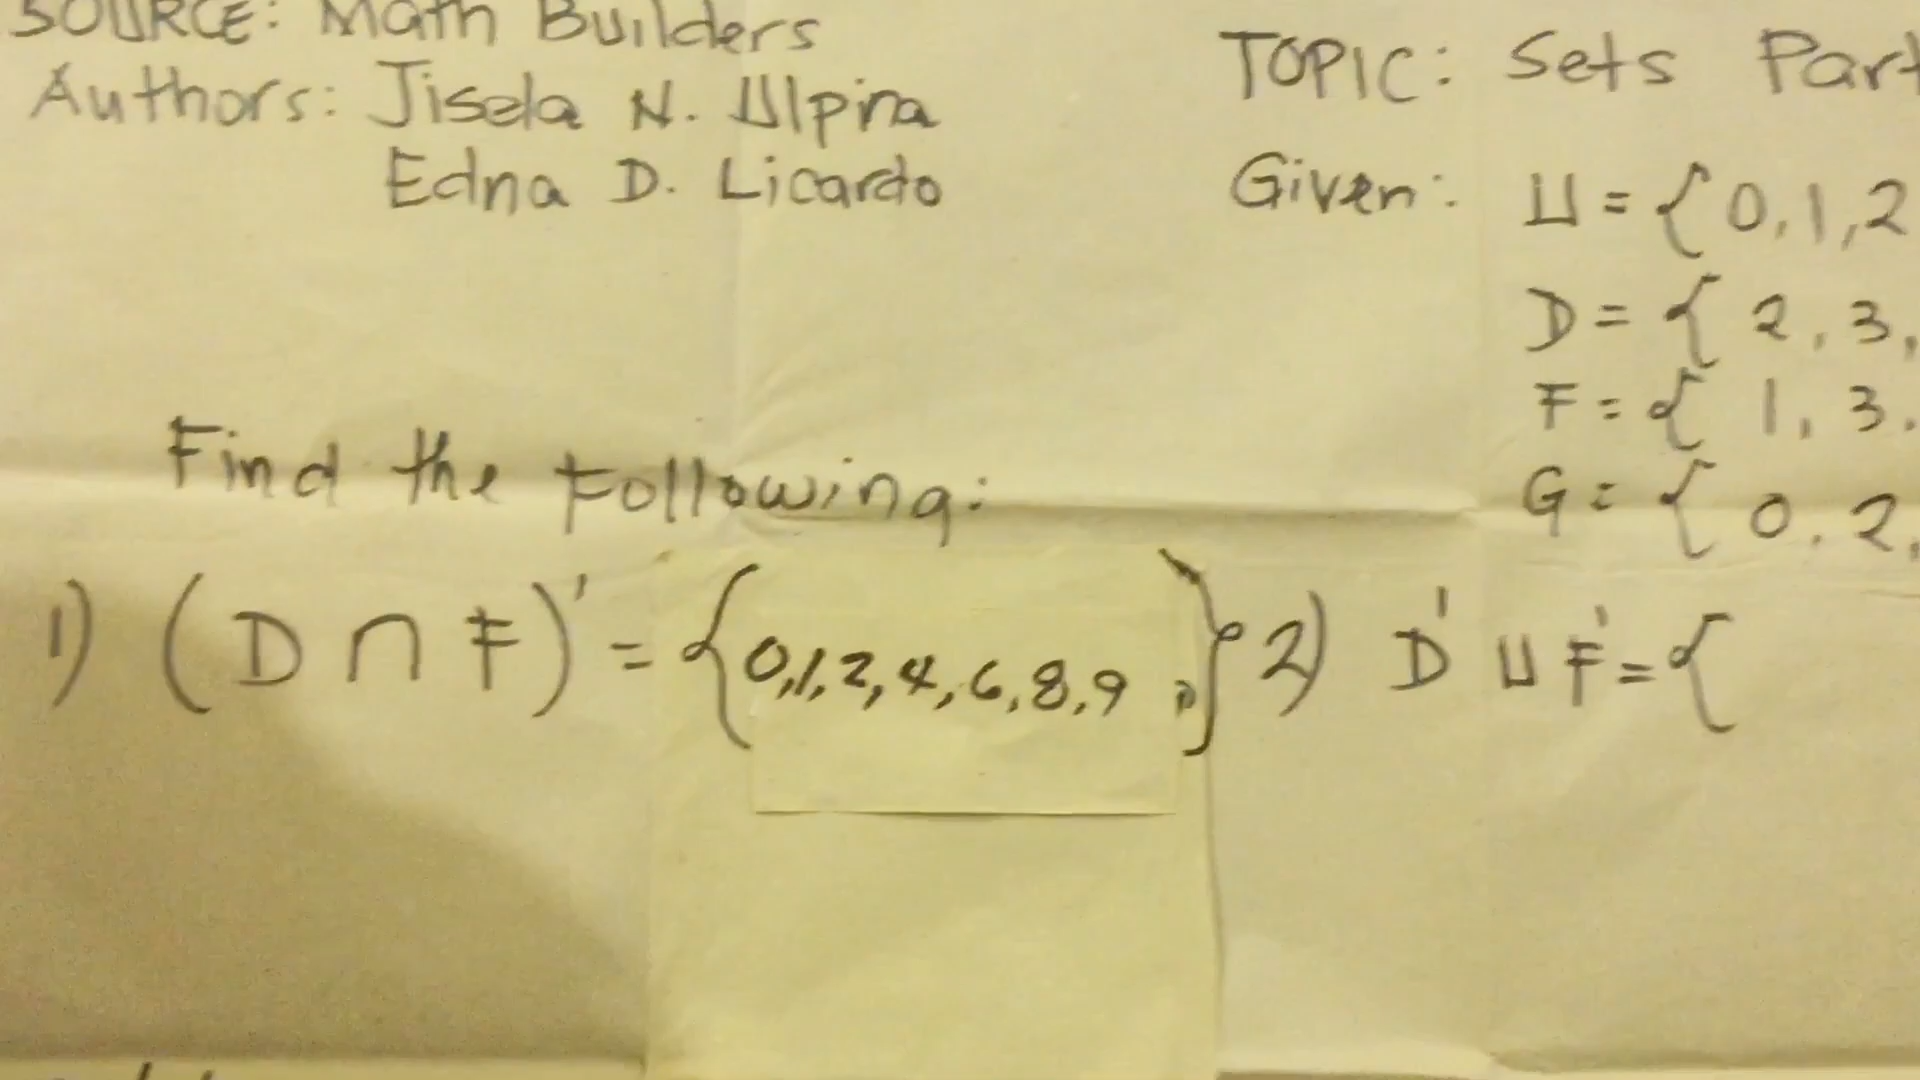 SOURCE: Math Builders
Authors: Jisela N. Ulpina
Edna D. Licardo
TOPIC: Sets Part
Given: U = { 0, 1, 2
D = { 2, 3,
F = { 1, 3,
G = { 0, 2,
Find the Following:
1) (D ∩ F)' = { 0, 1, 2, 4, 6, 8, 9 , }
2) D' U F' = {